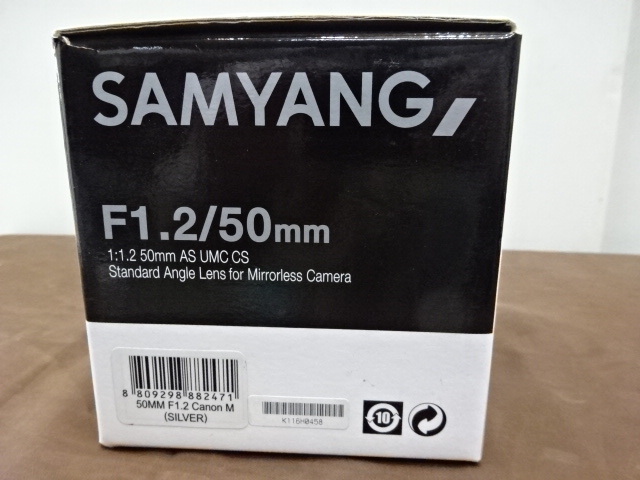 SAMYANG
F1.2/50mm
1:1.2 50mm AS UMC CS
Standard Angle Lens for Mirrorless Camera
8 809298 882471
50MM F1.2 Canon M
(SILVER)
K116H0458
10